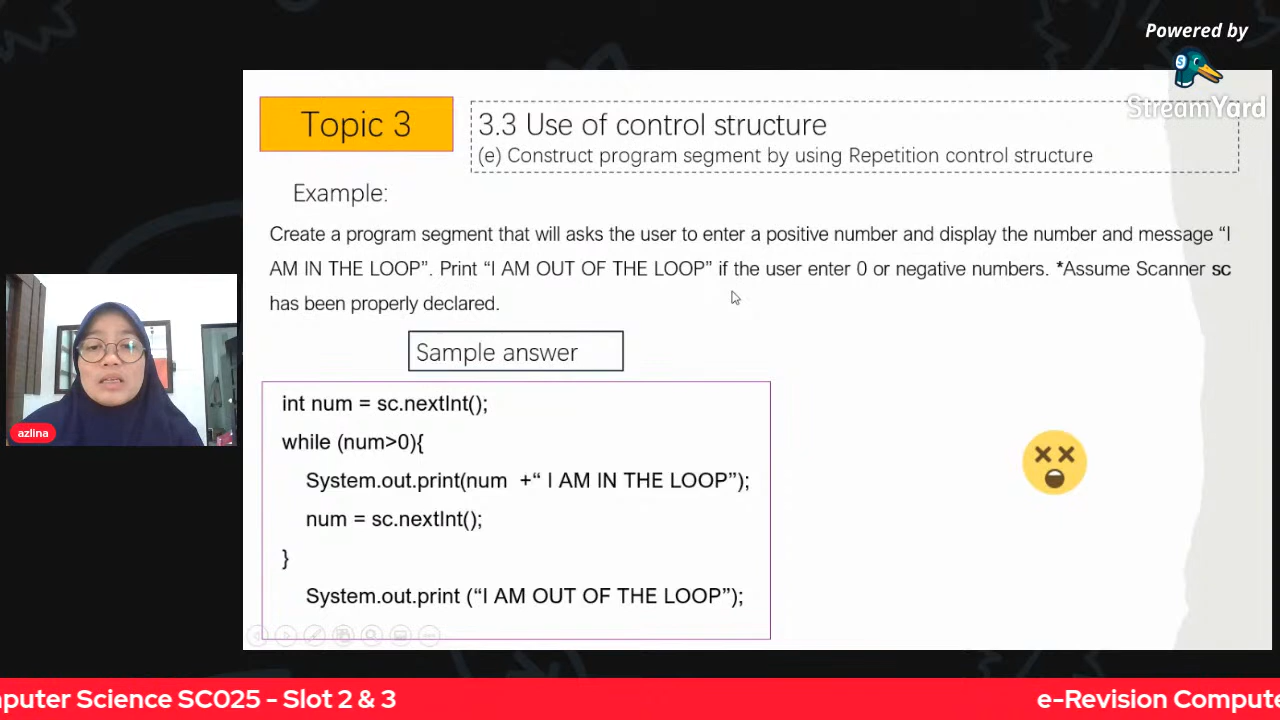 Powered by
StreamYard
Topic 3
3.3 Use of control structure
(e) Construct program segment by using Repetition control structure
Example:
Create a program segment that will asks the user to enter a positive number and display the number and message “I
AM IN THE LOOP”. Print “I AM OUT OF THE LOOP” if the user enter 0 or negative numbers. *Assume Scanner sc
has been properly declared.
Sample answer
int num = sc.nextInt();
while (num>0){
System.out.print(num +“ I AM IN THE LOOP”);
num = sc.nextInt();
}
System.out.print (“I AM OUT OF THE LOOP”);
azlina
mputer Science SC025 - Slot 2 & 3
e-Revision Compute